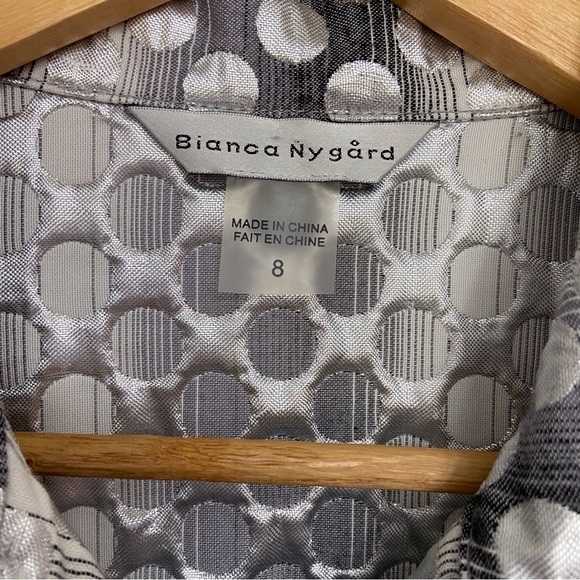 Bianca Nygård
MADE IN CHINA
FAIT EN CHINE
8